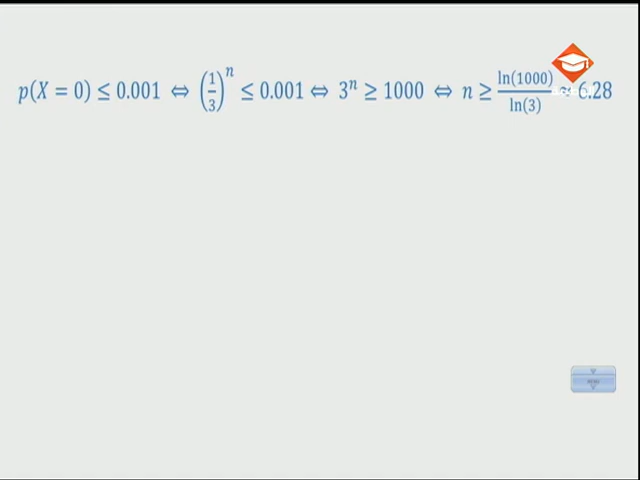 p(X = 0) ≤ 0.001 ⇔ (1/3)^n ≤ 0.001 ⇔ 3^n ≥ 1000 ⇔ n ≥ ln(1000)/ln(3) ≈ 6.28